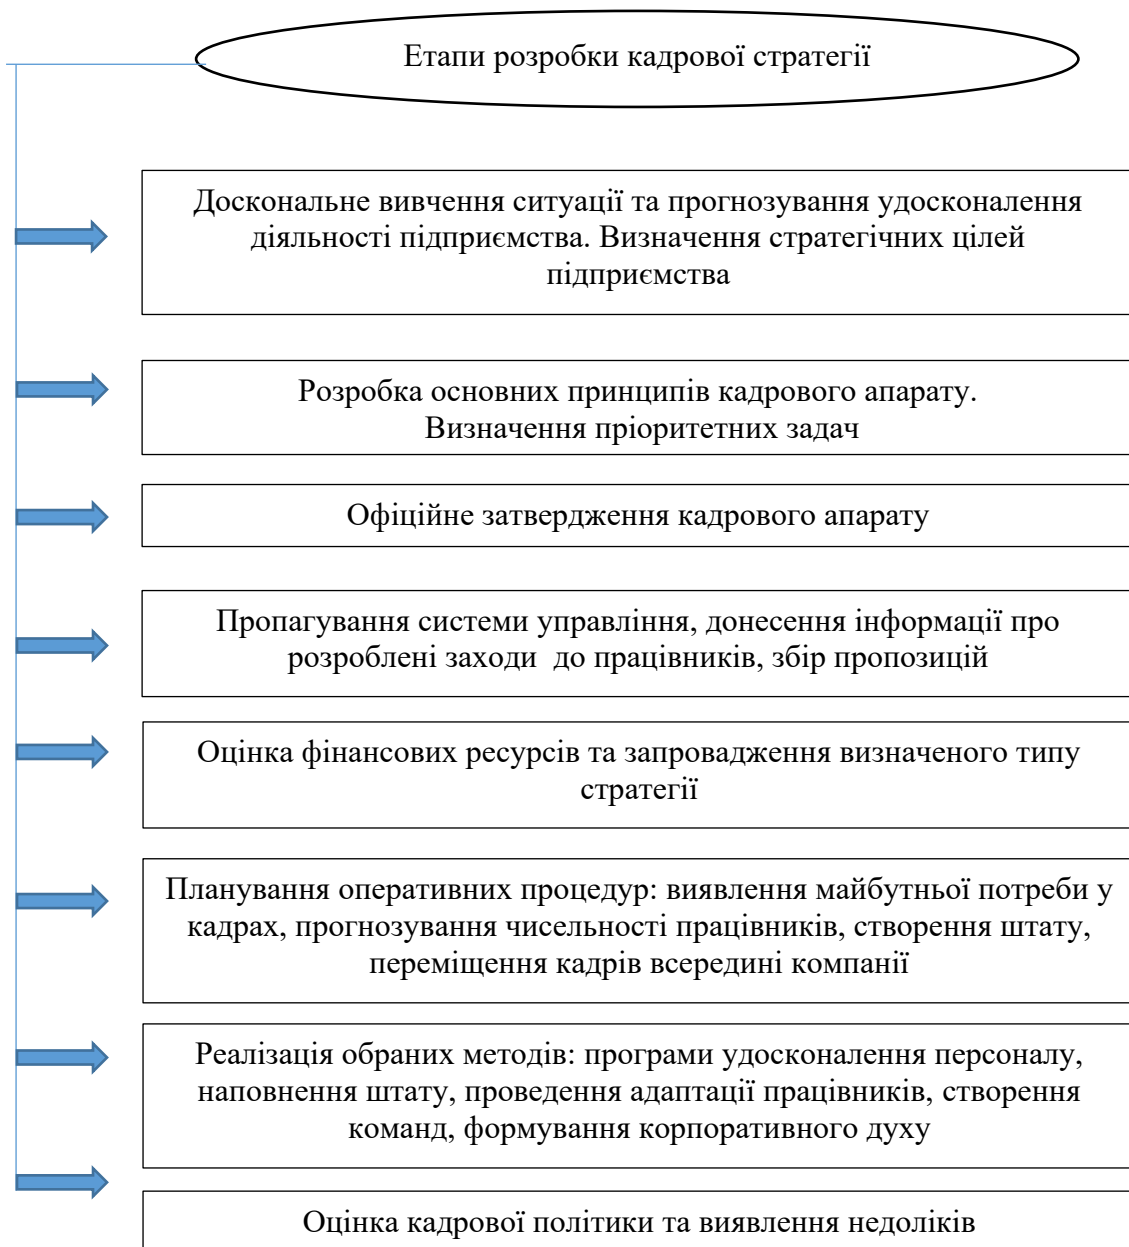 Етапи розробки кадрової стратегії
Доскональне вивчення ситуації та прогнозування удосконалення
діяльності підприємства. Визначення стратегічних цілей
підприємства
Розробка основних принципів кадрового апарату.
Визначення пріоритетних задач
Офіційне затвердження кадрового апарату
Пропагування системи управління, донесення інформації про
розроблені заходи  до працівників, збір пропозицій
Оцінка фінансових ресурсів та запровадження визначеного типу
стратегії
Планування оперативних процедур: виявлення майбутньої потреби у
кадрах, прогнозування чисельності працівників, створення штату,
переміщення кадрів всередині компанії
Реалізація обраних методів: програми удосконалення персоналу,
наповнення штату, проведення адаптації працівників, створення
команд, формування корпоративного духу
Оцінка кадрової політики та виявлення недоліків